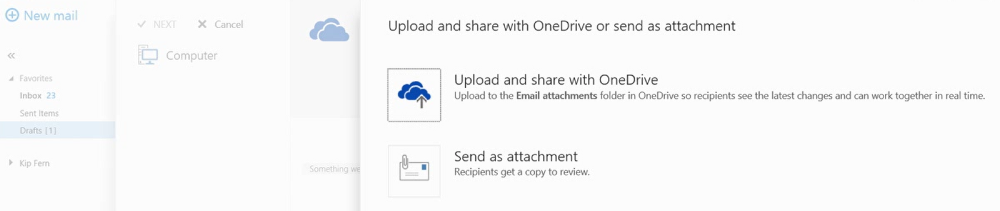 New mail
NEXT
Cancel
Computer
Favorites
Inbox 23
Sent Items
Drafts [1]
Kip Fern
Something we
Upload and share with OneDrive or send as attachment
Upload and share with OneDrive
Upload to the Email attachments folder in OneDrive so recipients see the latest changes and can work together in real time.
Send as attachment
Recipients get a copy to review.